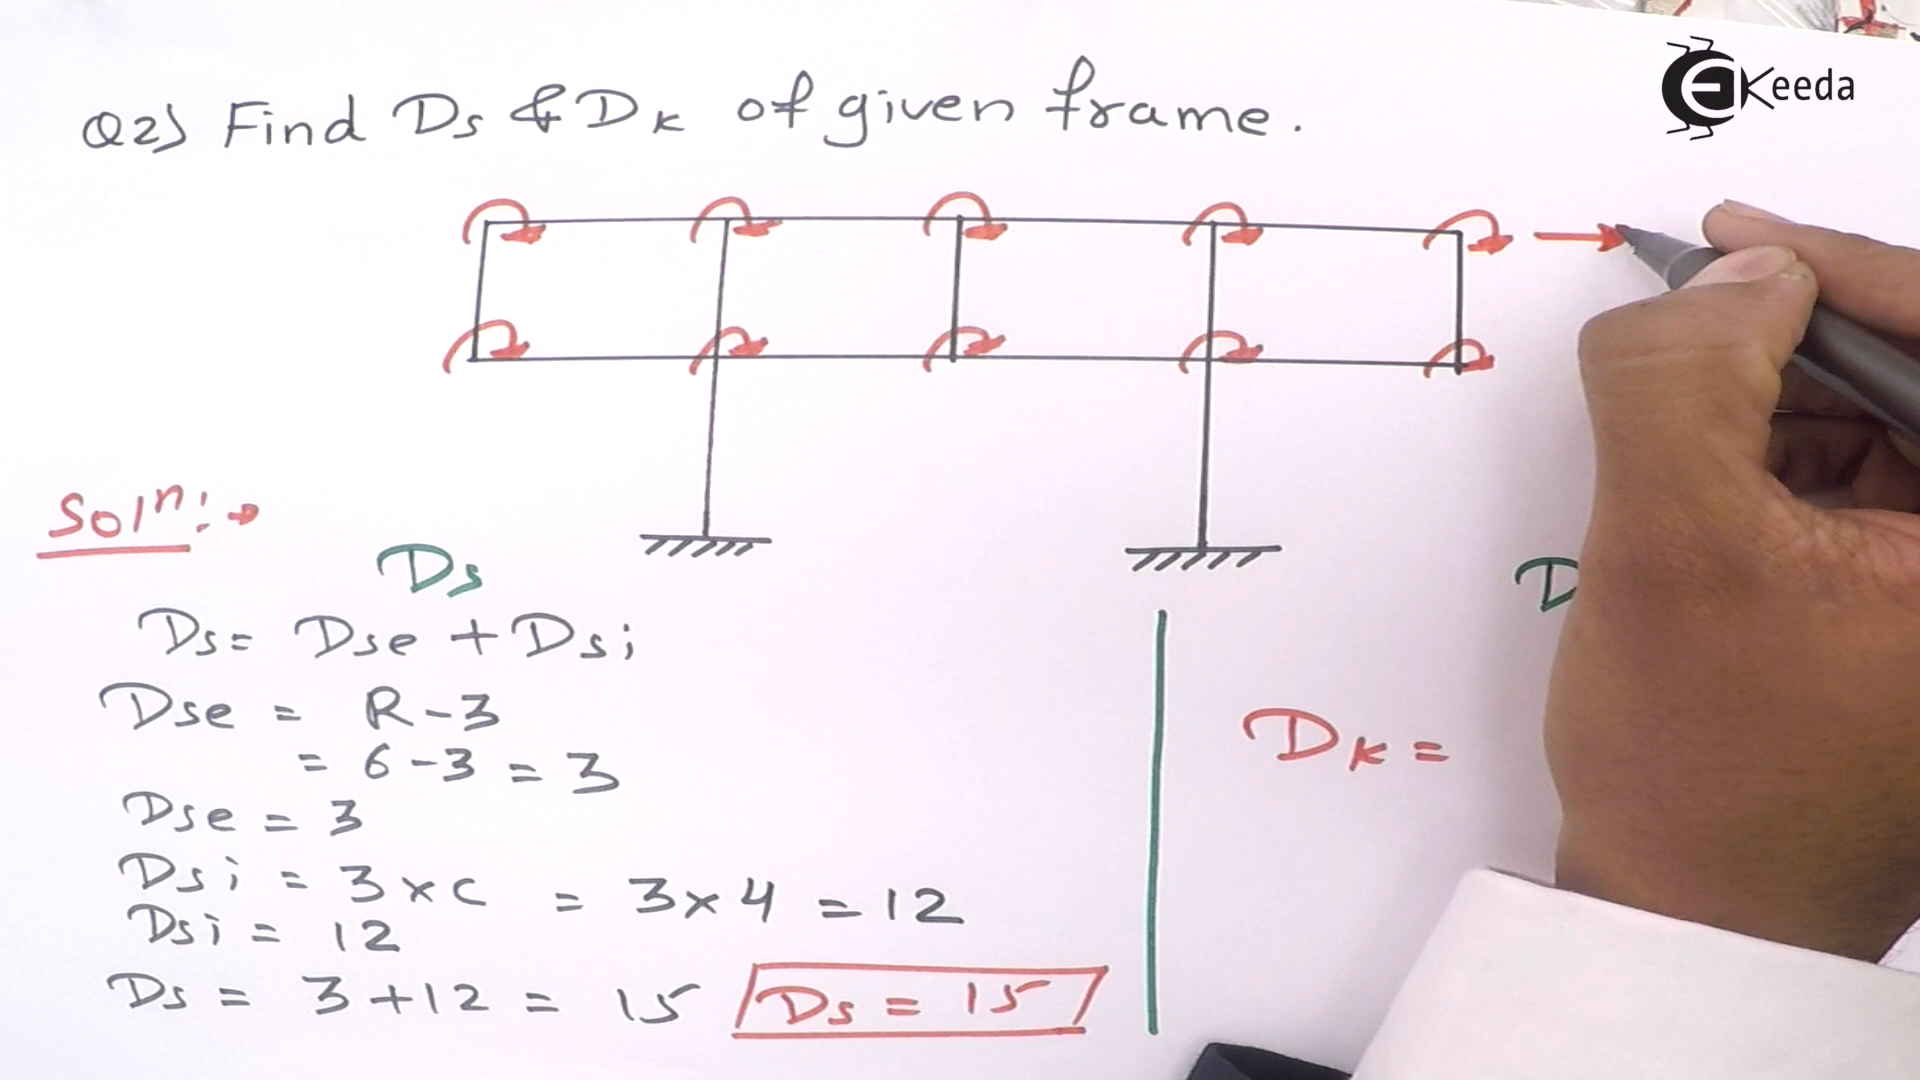 Keeda
Q2) Find Ds & DK of given frame.
Soln:→
Ds
Ds = Dse + Dsi
Dse = R - 3
= 6 - 3 = 3
Dse = 3
Dsi = 3 × C = 3 × 4 = 12
Dsi = 12
Ds = 3 + 12 = 15 Ds = 15
D
DK =